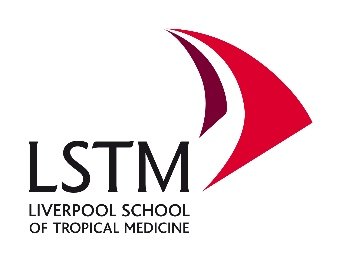 LSTM
LIVERPOOL SCHOOL
OF TROPICAL MEDICINE